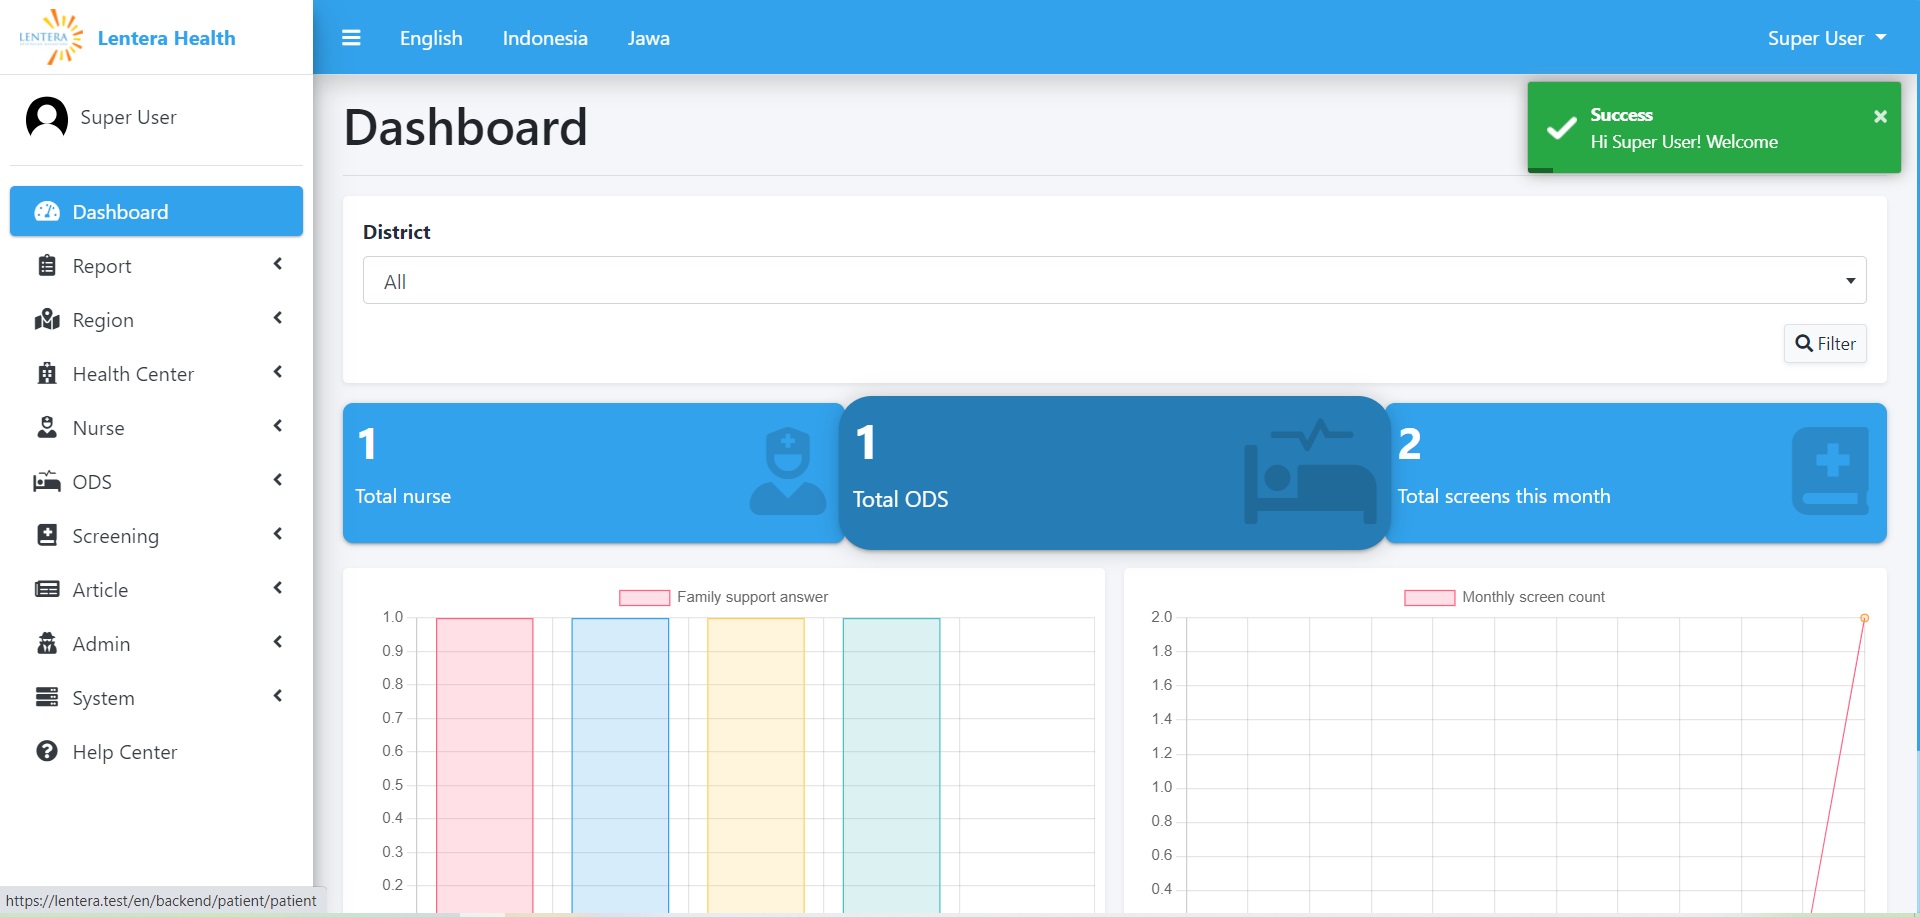 LENTERA
Lentera Health
English
Indonesia
Jawa
Super User
Super User
Success
Hi Super User! Welcome
Dashboard
Report
Region
Health Center
Nurse
ODS
Screening
Article
Admin
System
Help Center
Dashboard
District
All
Filter
1
Total nurse
1
Total ODS
2
Total screens this month
Family support answer
1.0
0.9
0.8
0.7
0.6
0.5
0.4
0.3
0.2
Monthly screen count
2.0
1.8
1.6
1.4
1.2
1.0
0.8
0.6
0.4
https://lentera.test/en/backend/patient/patient